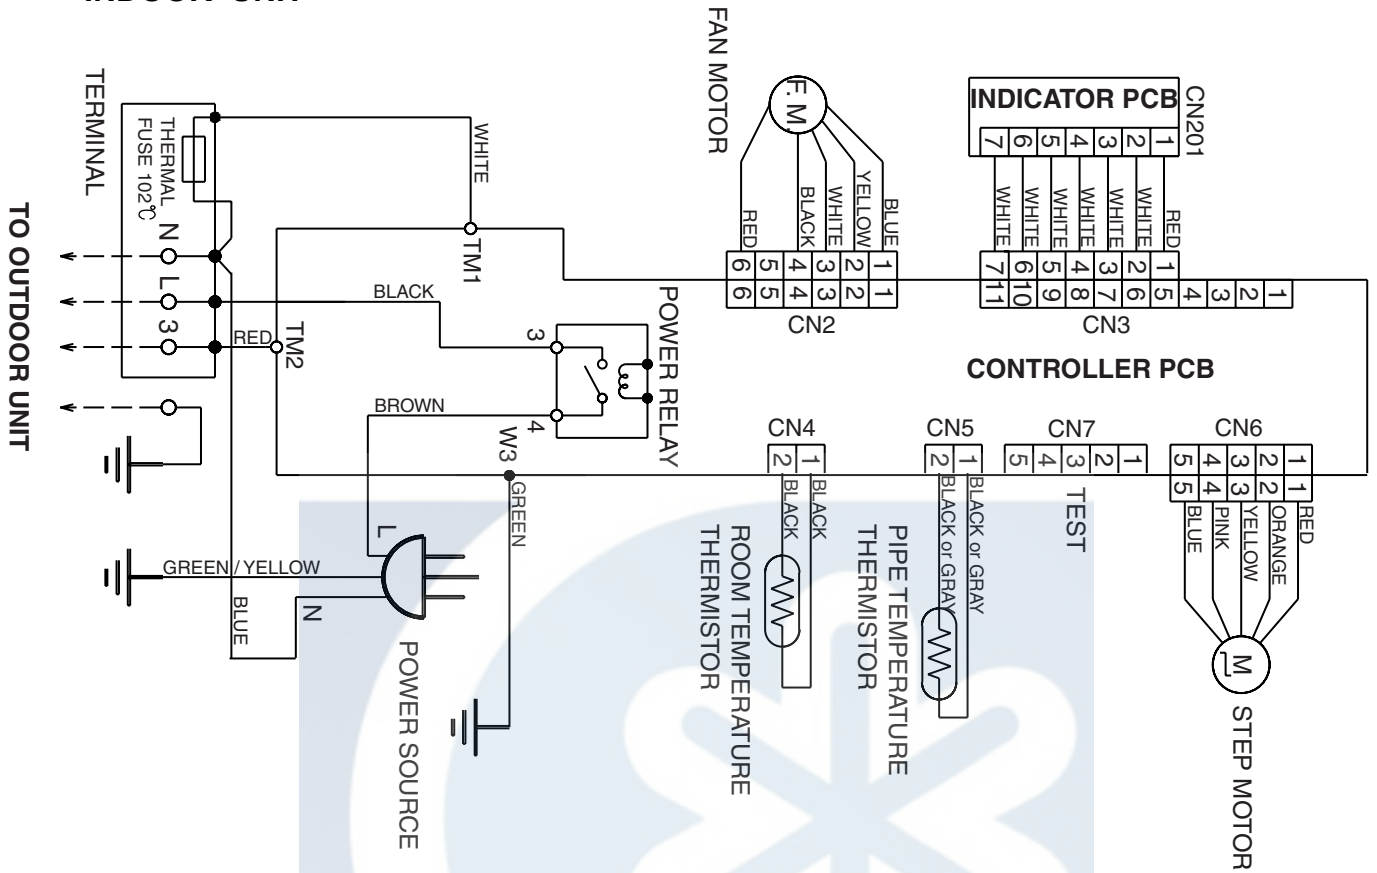 TERMINAL
THERMAL
FUSE 102℃
N
L
3
TO OUTDOOR UNIT
WHITE
TM1
BLACK
RED
TM2
BROWN
3
4
POWER RELAY
W3
GREEN
L
GREEN/YELLOW
N
BLUE
POWER SOURCE
FAN MOTOR
F. M.
RED
BLACK
WHITE
YELLOW
BLUE
6 5 4 3 2 1
6 5 4 3 2 1
CN2
INDICATOR PCB
CN201
7 6 5 4 3 2 1
WHITE
WHITE
WHITE
WHITE
WHITE
WHITE
RED
7 6 5 4 3 2 1
11 10 9 8 7 6 5 4 3 2 1
CN3
CONTROLLER PCB
CN4
2 1
BLACK
BLACK
ROOM TEMPERATURE
THERMISTOR
CN5
2 1
BLACK or GRAY
BLACK or GRAY
PIPE TEMPERATURE
THERMISTOR
CN7
5 4 3 2 1
TEST
CN6
5 4 3 2 1
5 4 3 2 1
BLUE
PINK
YELLOW
ORANGE
RED
M
STEP MOTOR